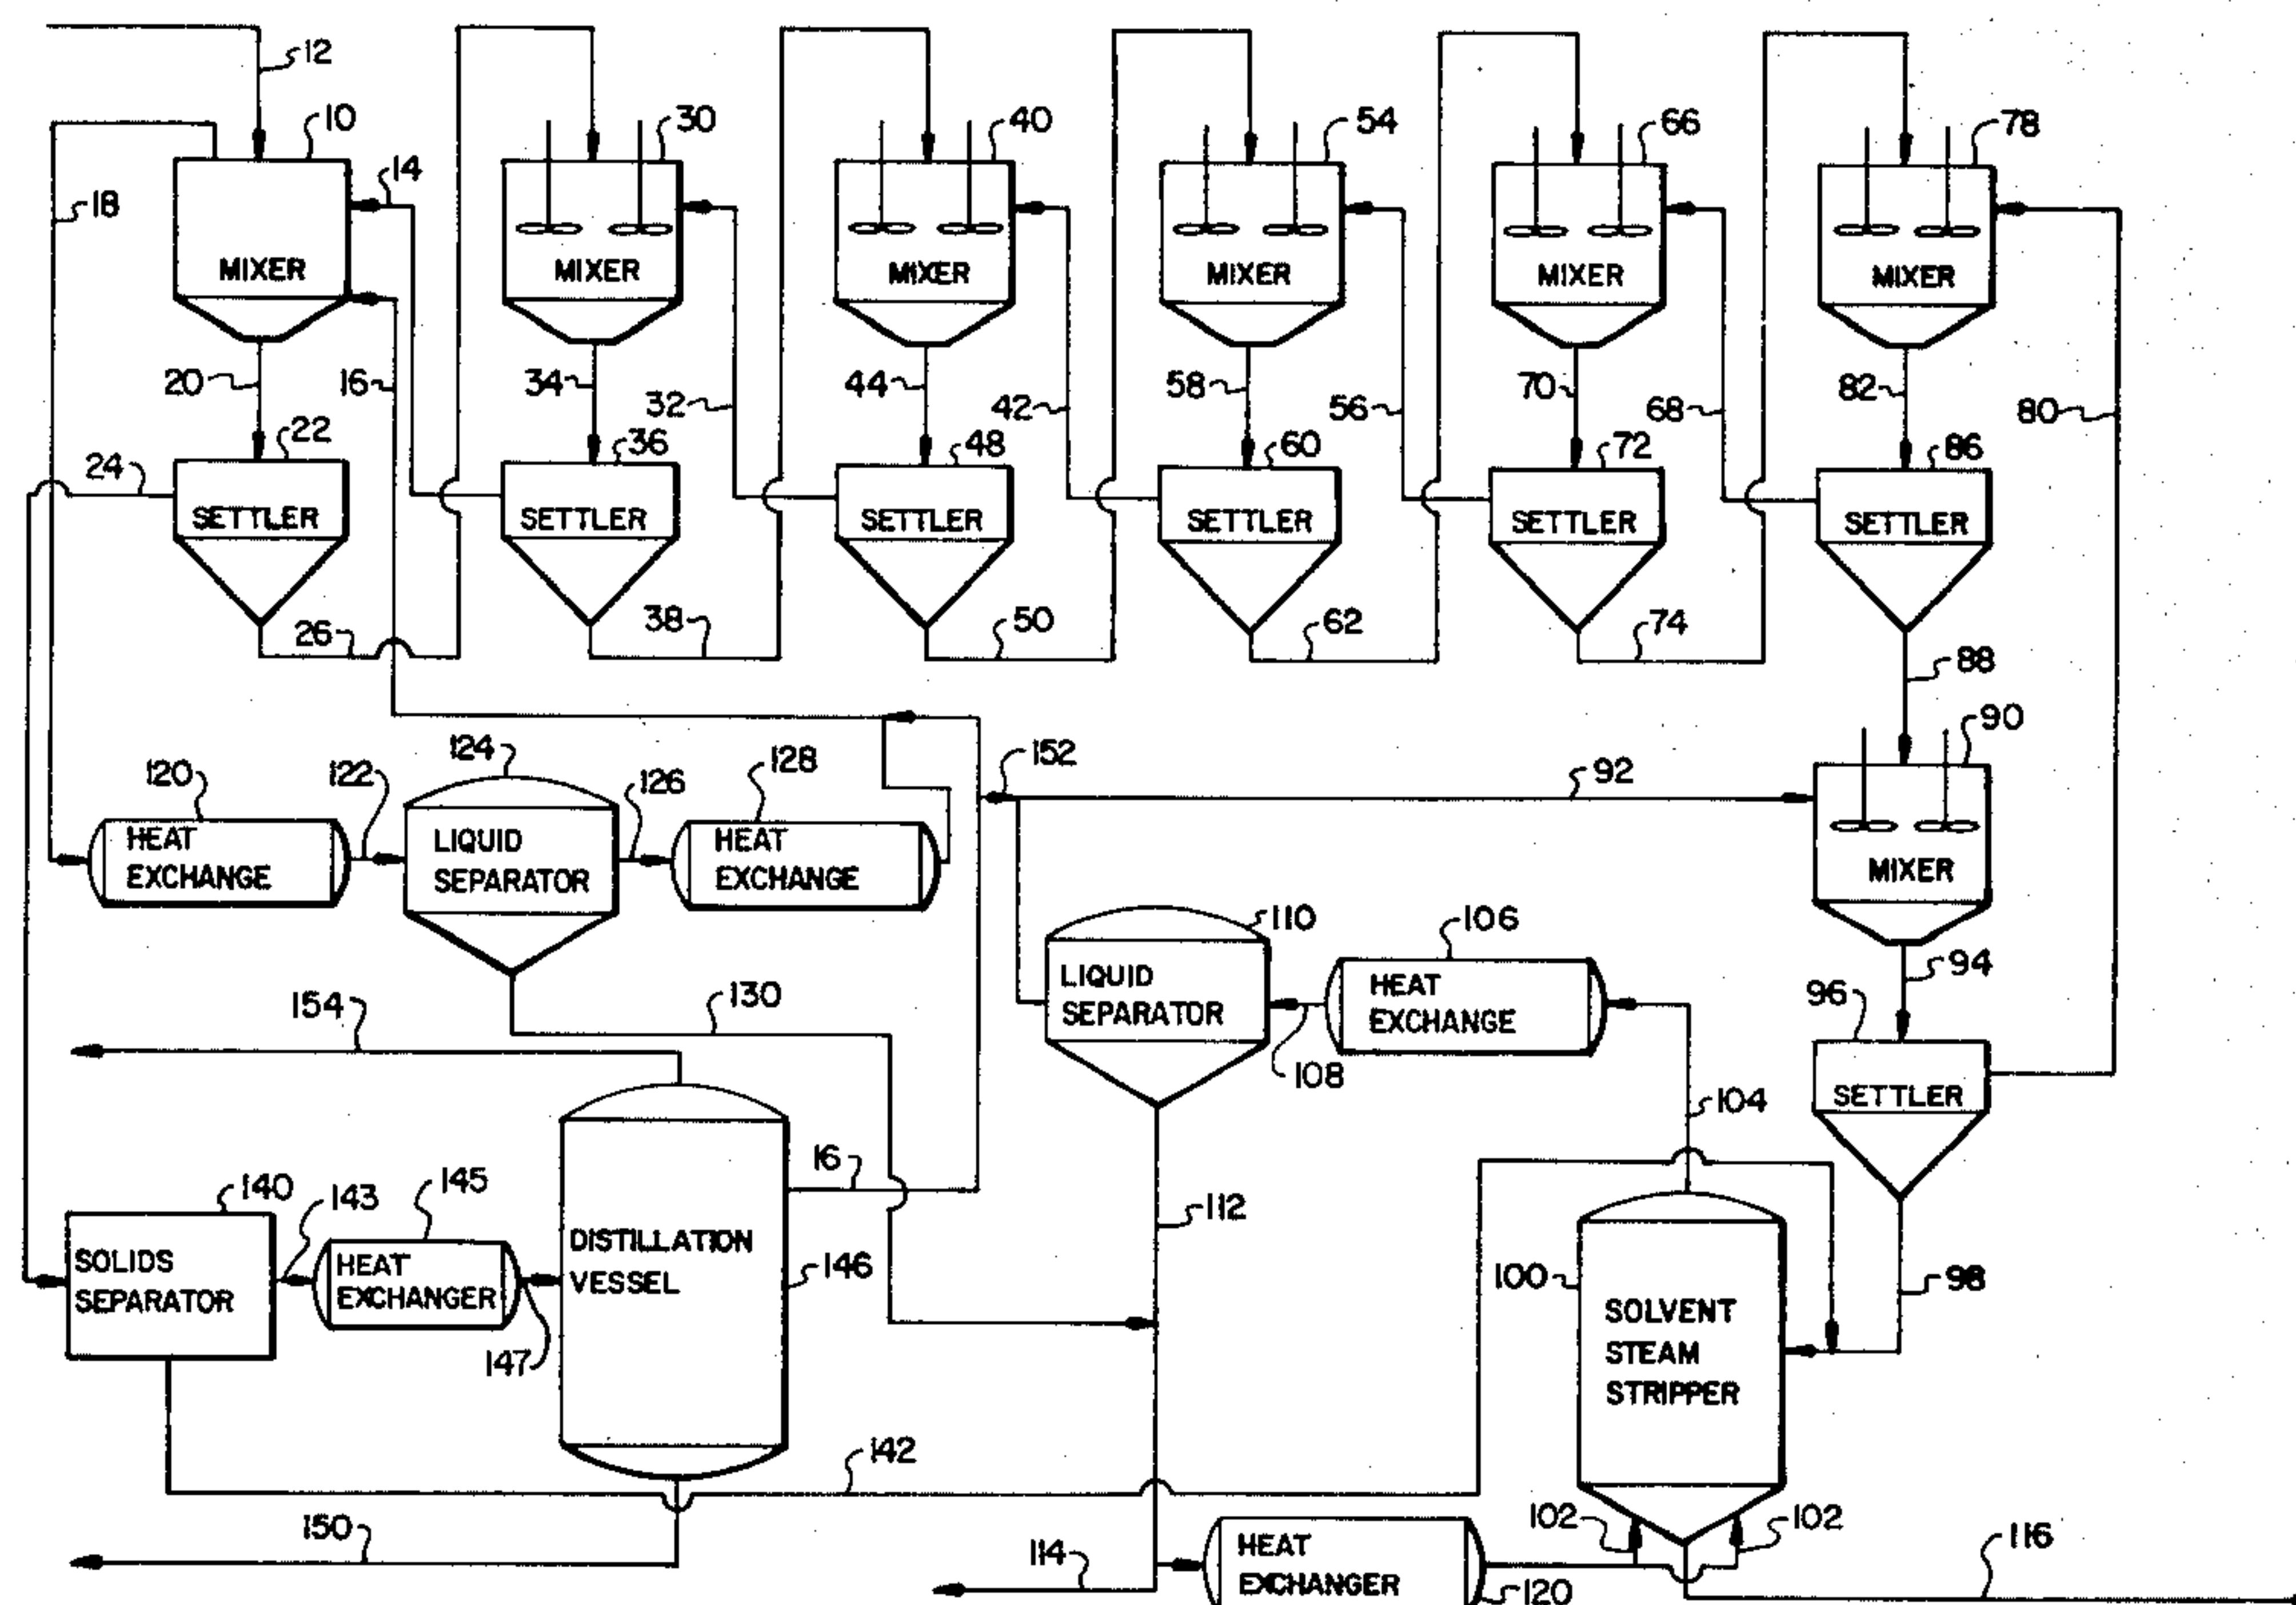 12
10
30
40
54
66
78
14
18
MIXER
MIXER
MIXER
MIXER
MIXER
MIXER
20
16
34
32
44
42
58
56
70
68
82
80
22
36
48
60
72
86
24
SETTLER
SETTLER
SETTLER
SETTLER
SETTLER
SETTLER
26
38
50
62
74
88
90
124
152
92
120
122
126
128
HEAT
EXCHANGE
LIQUID
SEPARATOR
HEAT
EXCHANGE
MIXER
110
106
LIQUID
SEPARATOR
HEAT
EXCHANGE
94
154
130
96
108
SETTLER
104
16
112
140
143
145
SOLIDS
SEPARATOR
HEAT
EXCHANGER
DISTILLATION
VESSEL
146
100
98
SOLVENT
STEAM
STRIPPER
147
142
150
102
102
114
HEAT
EXCHANGER
120
116